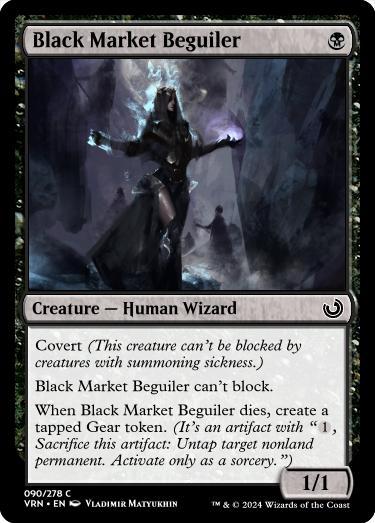 Black Market Beguiler
Creature — Human Wizard
Covert (This creature can't be blocked by
creatures with summoning sickness.)
Black Market Beguiler can't block.
When Black Market Beguiler dies, create a
tapped Gear token. (It's an artifact with “1,
Sacrifice this artifact: Untap target nonland
permanent. Activate only as a sorcery.”)
1/1
090/278 C
VRN • EN Vladimir Matyukhin
™ & © 2024 Wizards of the Coast